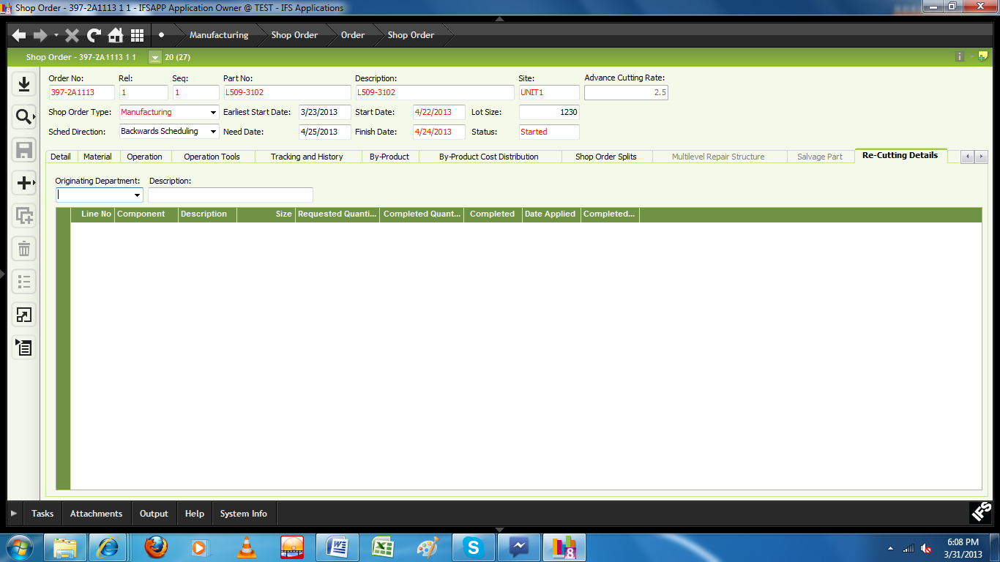 Shop Order - 397-2A1113 1 1 - IFSAPP Application Owner @ TEST - IFS Applications
Manufacturing Shop Order Order Shop Order
Shop Order - 397-2A1113 1 1 20 (27)
Order No: Rel: Seq: Part No: Description: Site: Advance Cutting Rate:
397-2A1113 1 1 L509-3102 L509-3102 UNIT1 2.5
Shop Order Type: Manufacturing Earliest Start Date: 3/23/2013 Start Date: 4/22/2013 Lot Size: 1230
Sched Direction: Backwards Scheduling Need Date: 4/25/2013 Finish Date: 4/24/2013 Status: Started
Detail Material Operation Operation Tools Tracking and History By-Product By-Product Cost Distribution Shop Order Splits Multilevel Repair Structure Salvage Part Re-Cutting Details
Originating Department: Description:
Line No Component Description Size Requested Quanti... Completed Quant... Completed Date Applied Completed...
Tasks Attachments Output Help System Info IFS
6:08 PM
3/31/2013